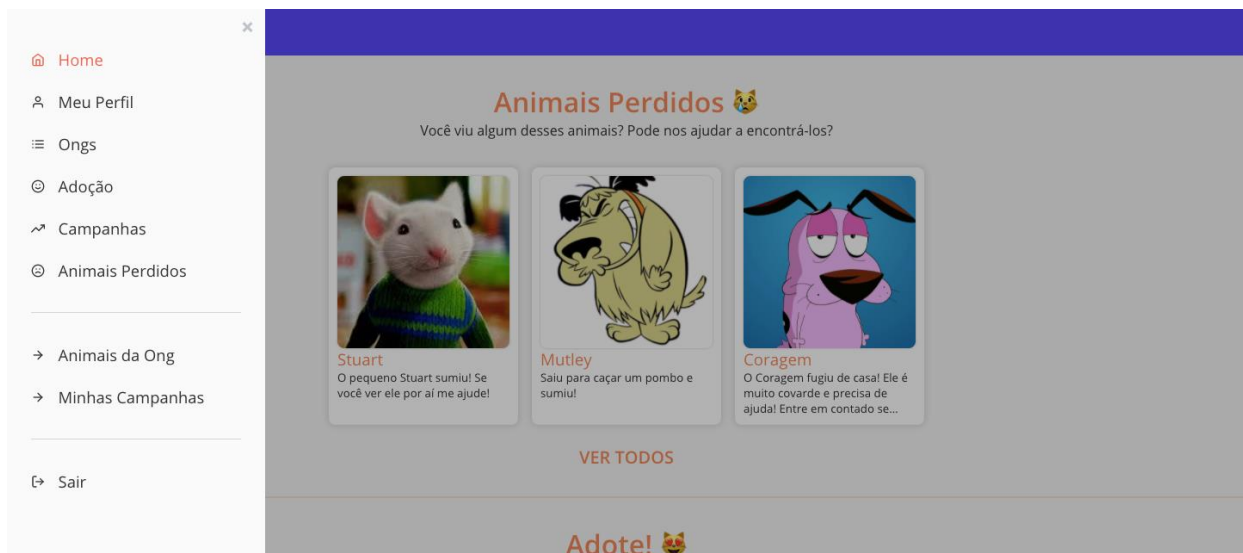 ×
Home
Meu Perfil
Ongs
Adoção
Campanhas
Animais Perdidos
Animais da Ong
Minhas Campanhas
Sair
Animais Perdidos 😿
Você viu algum desses animais? Pode nos ajudar a encontrá-los?
Stuart
O pequeno Stuart sumiu! Se
você ver ele por aí me ajude!
Mutley
Saiu para caçar um pombo e
sumiu!
Coragem
O Coragem fugiu de casa! Ele é
muito covarde e precisa de
ajuda! Entre em contado se...
VER TODOS
Adote! 😻